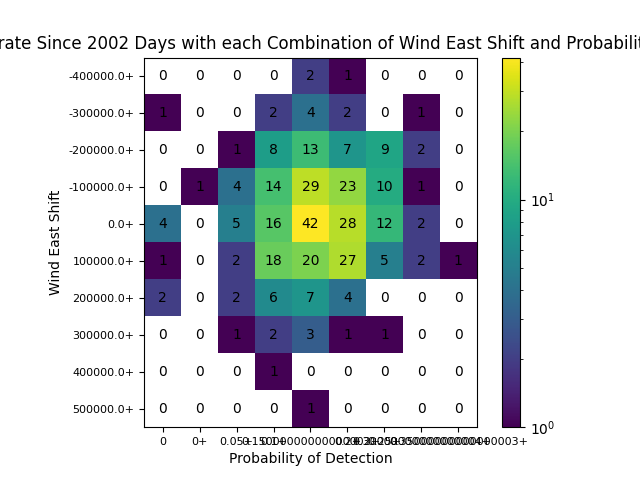 rate Since 2002 Days with each Combination of Wind East Shift and Probabilit
-400000.0+ 0 0 0 0 2 1 0 0 0
-300000.0+ 1 0 0 2 4 2 0 1 0
-200000.0+ 0 0 1 8 13 7 9 2 0
-100000.0+ 0 1 4 14 29 23 10 1 0
0.0+ 4 0 5 16 42 28 12 2 0
100000.0+ 1 0 2 18 20 27 5 2 1
200000.0+ 2 0 2 6 7 4 0 0 0
300000.0+ 0 0 1 2 3 1 1 0 0
400000.0+ 0 0 0 1 0 0 0 0 0
500000.0+ 0 0 0 0 1 0 0 0 0
0 0+
Wind East Shift
Probability of Detection
10¹
10⁰